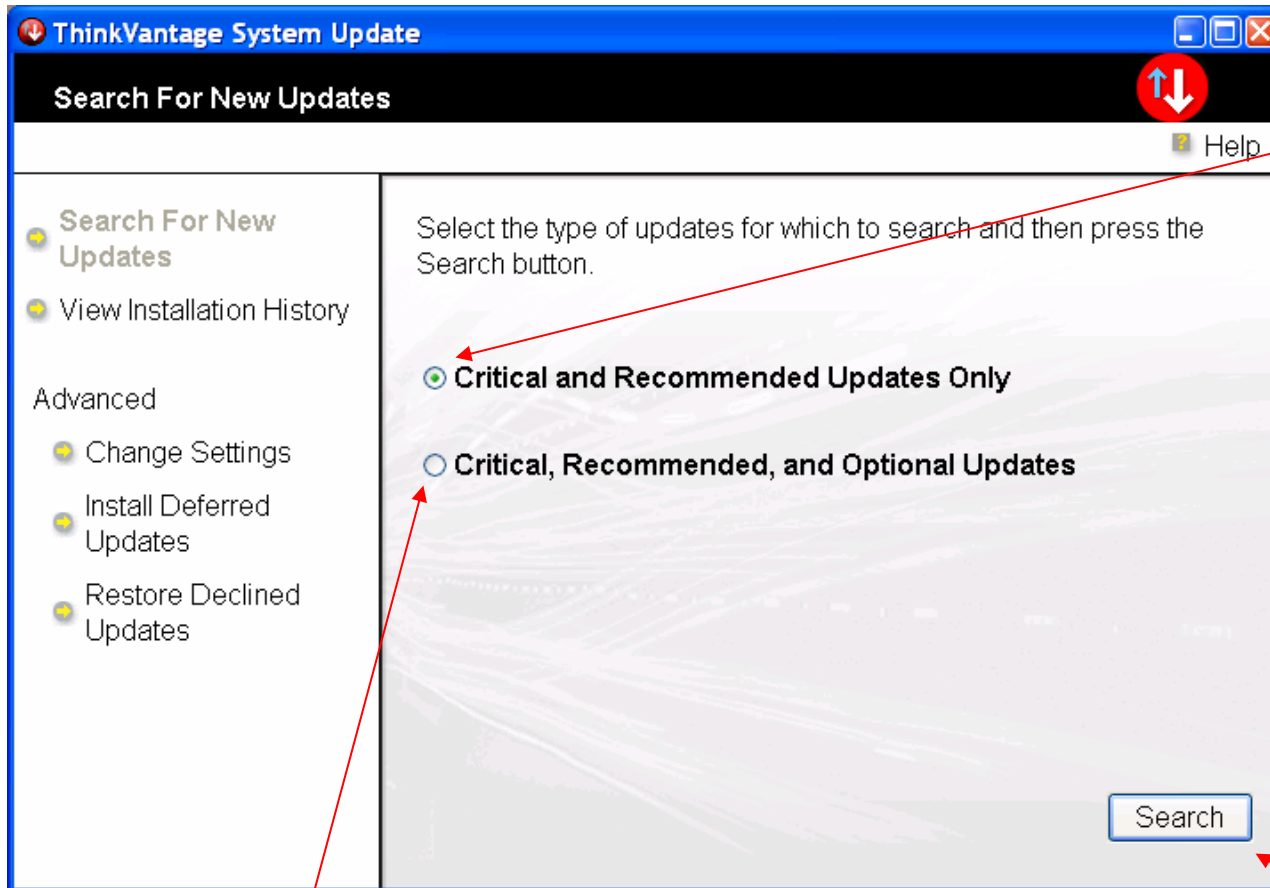 ThinkVantage System Update
Search For New Updates
Help
Search For New
Updates
View Installation History
Advanced
Change Settings
Install Deferred
Updates
Restore Declined
Updates
Select the type of updates for which to search and then press the
Search button.
Critical and Recommended Updates Only
Critical, Recommended, and Optional Updates
Search